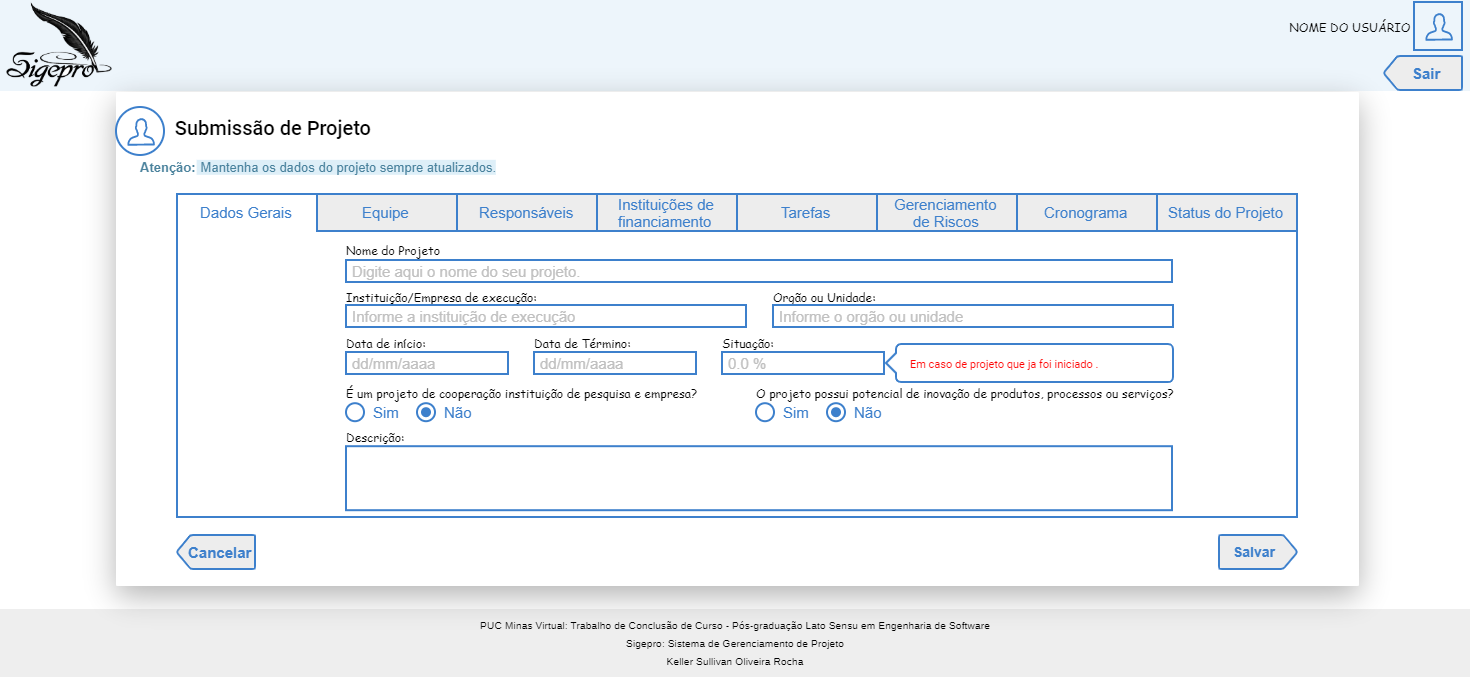 Sigepro
NOME DO USUÁRIO
Sair
Submissão de Projeto
Atenção: Mantenha os dados do projeto sempre atualizados.
Dados Gerais
Equipe
Responsáveis
Instituições de
financiamento
Tarefas
Gerenciamento
de Riscos
Cronograma
Status do Projeto
Nome do Projeto
Digite aqui o nome do seu projeto.
Instituição/Empresa de execução: Orgão ou Unidade:
Informe a instituição de execução Informe o orgão ou unidade
Data de início: Data de Término: Situação:
dd/mm/aaaa dd/mm/aaaa 0.0 % Em caso de projeto que ja foi iniciado .
É um projeto de cooperação instituição de pesquisa e empresa? O projeto possui potencial de inovação de produtos, processos ou serviços?
Sim Não Sim Não
Descrição:
Cancelar Salvar
PUC Minas Virtual: Trabalho de Conclusão de Curso - Pós-graduação Lato Sensu em Engenharia de Software
Sigepro: Sistema de Gerenciamento de Projeto
Keller Sullivan Oliveira Rocha